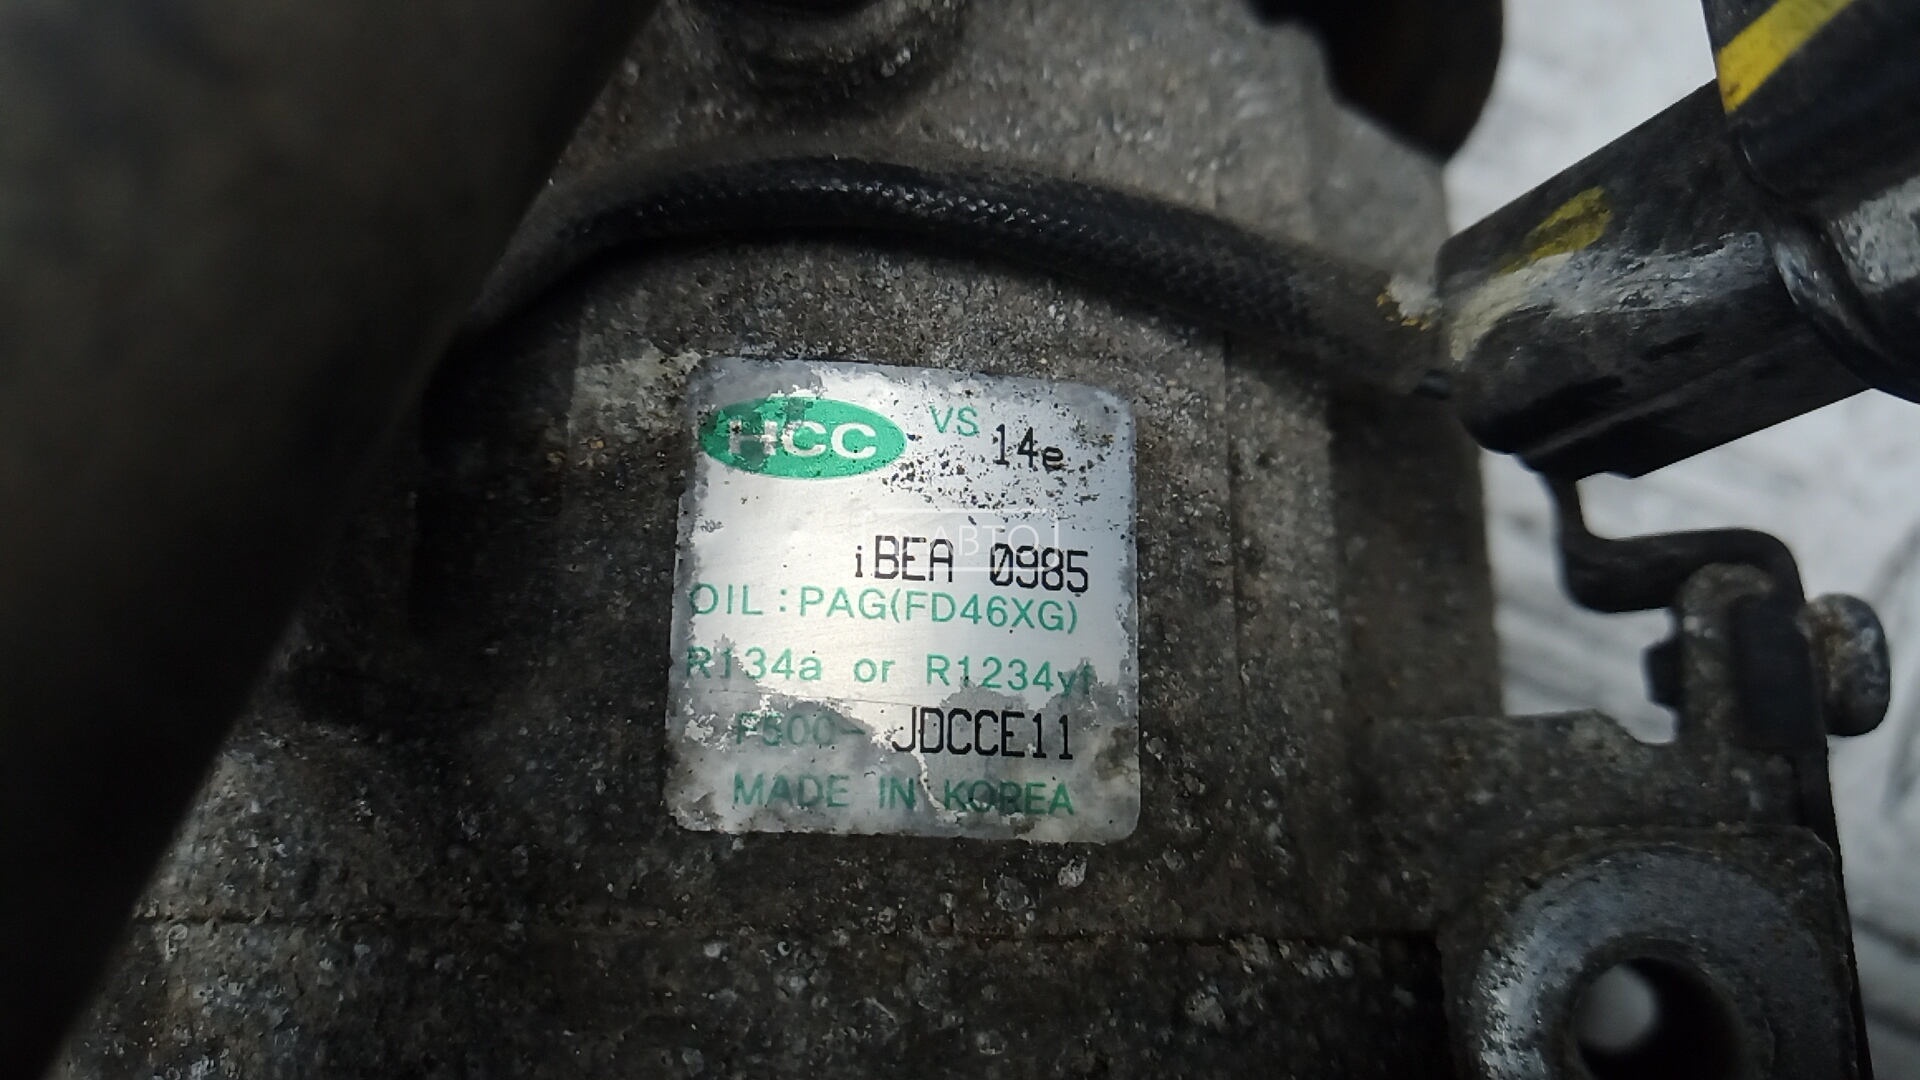 HCC VS 14e
iBEA 0985
OIL : PAG(FD46XG)
R134a or R1234yf
F500- JDCCE11
MADE IN KOREA